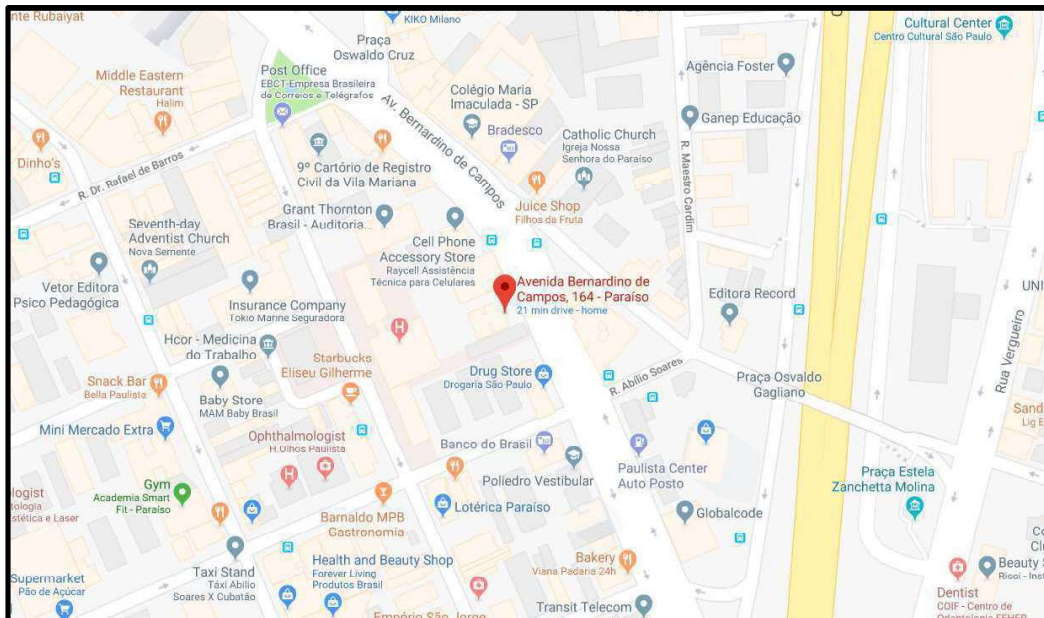 nte Rubaiyat
KIKO Milano
Cultural Center
Centro Cultural São Paulo
Praça
Oswaldo Cruz
Middle Eastern
Restaurant
Halim
Post Office
EBCT-Empresa Brasileira
de Correios e Telégrafos
Colégio Maria
Imaculada - SP
Agência Foster
Av. Bernardino de Campos
Bradesco
Ganep Educação
Catholic Church
Igreja Nossa
Senhora do Paraíso
Dinho's
R. Dr. Rafael de Barros
9º Cartório de Registro
Civil da Vila Mariana
R. Maestro Cardim
Juice Shop
Filhos da Fruta
Grant Thornton
Brasil - Auditoria...
Seventh-day
Adventist Church
Nova Semente
Cell Phone
Accessory Store
Raycell Assistência
Técnica para Celulares
Vetor Editora
Psico Pedagógica
Avenida Bernardino de
Campos, 164 - Paraíso
21 min drive - home
Editora Record
UNI
Insurance Company
Tokio Marine Seguradora
H
Hcor - Medicina
do Trabalho
Starbucks
Eliseu Gilherme
Drug Store
Drogaria São Paulo
R. Abílio Soares
Praça Osvaldo
Gagliano
Rua Vergueiro
Snack Bar
Bella Paulista
Baby Store
MAM Baby Brasil
Sand
Lig E
Mini Mercado Extra
Ophthalmologist
H.Olhos Paulista
Banco do Brasil
H
Paulista Center
Auto Posto
Praça Estela
Zanchetta Molina
Poliedro Vestibular
Gym
Academia Smart
Fit - Paraíso
ologist
tologia
stética e Laser
Lotérica Paraíso
Globalcode
Barnaldo MPB
Gastronomia
Taxi Stand
Táxi Abílio
Soares X Cubatão
Health and Beauty Shop
Forever Living
Produtos Brasil
Bakery
Viana Padaria 24h
Beauty S
Supermarket
Pão de Açúcar
Transit Telecom
Dentist
COIF - Centro de
Empório São Jorge